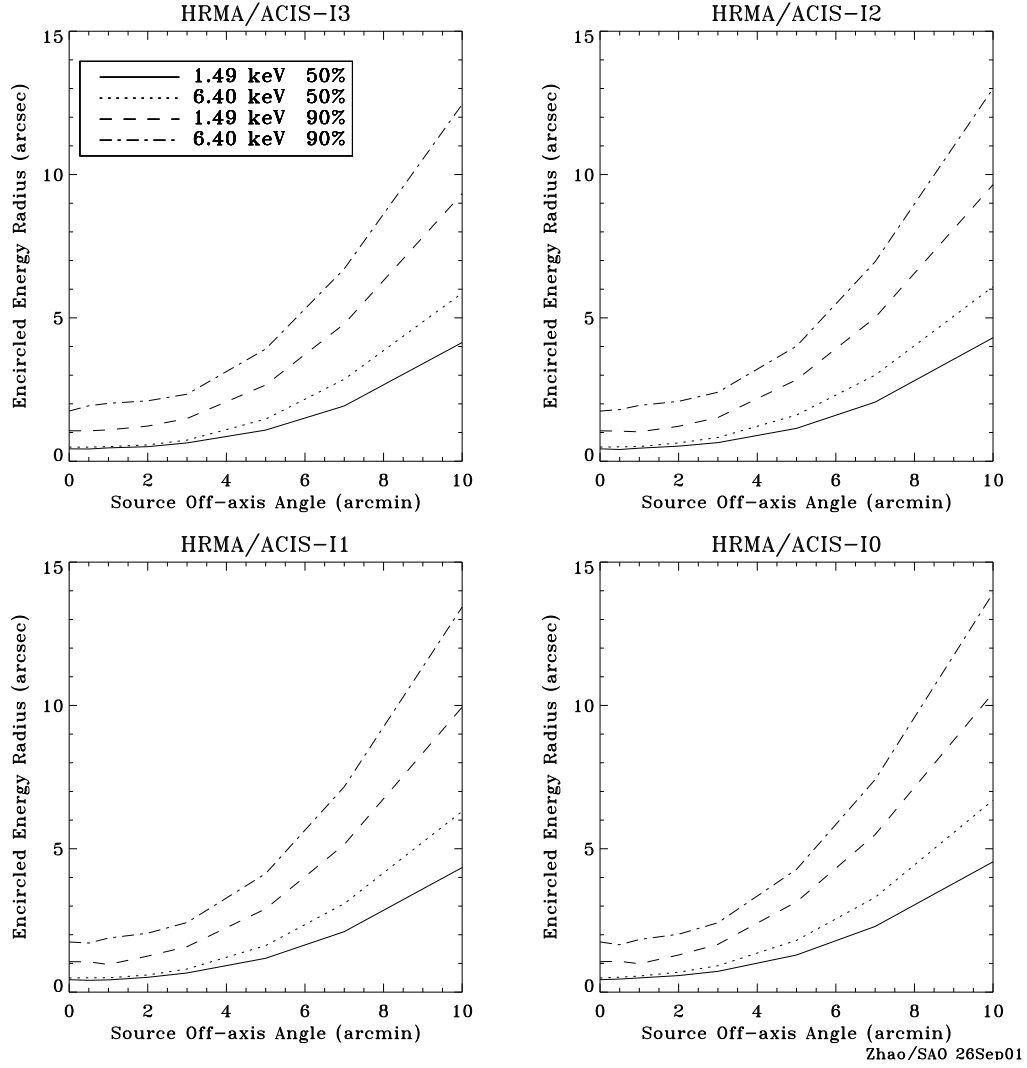 HRMA/ACIS-I3
15
10
5
0
Encircled Energy Radius (arcsec)
1.49 keV 50%
6.40 keV 50%
1.49 keV 90%
6.40 keV 90%
0 2 4 6 8 10
Source Off-axis Angle (arcmin)
HRMA/ACIS-I2
15
10
5
0
Encircled Energy Radius (arcsec)
0 2 4 6 8 10
Source Off-axis Angle (arcmin)
HRMA/ACIS-I1
15
10
5
0
Encircled Energy Radius (arcsec)
0 2 4 6 8 10
Source Off-axis Angle (arcmin)
HRMA/ACIS-I0
15
10
5
0
Encircled Energy Radius (arcsec)
0 2 4 6 8 10
Source Off-axis Angle (arcmin)
Zhao/SAO 26Sep01